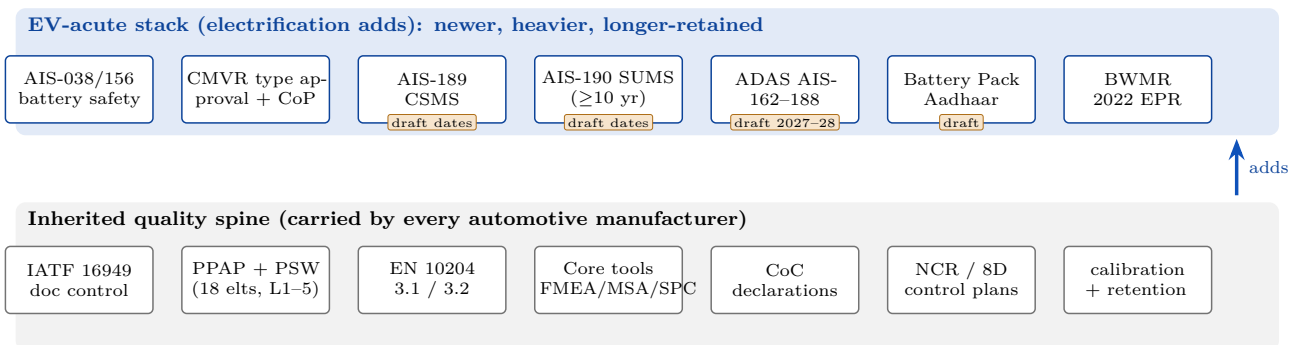 EV-acute stack (electrification adds): newer, heavier, longer-retained
AIS-038/156
battery safety
CMVR type ap-
proval + CoP
AIS-189
CSMS
draft dates
AIS-190 SUMS
(≥10 yr)
draft dates
ADAS AIS-
162–188
draft 2027–28
Battery Pack
Aadhaar
draft
BWMR
2022 EPR
adds
Inherited quality spine (carried by every automotive manufacturer)
IATF 16949
doc control
PPAP + PSW
(18 elts, L1–5)
EN 10204
3.1 / 3.2
Core tools
FMEA/MSA/SPC
CoC
declarations
NCR / 8D
control plans
calibration
+ retention